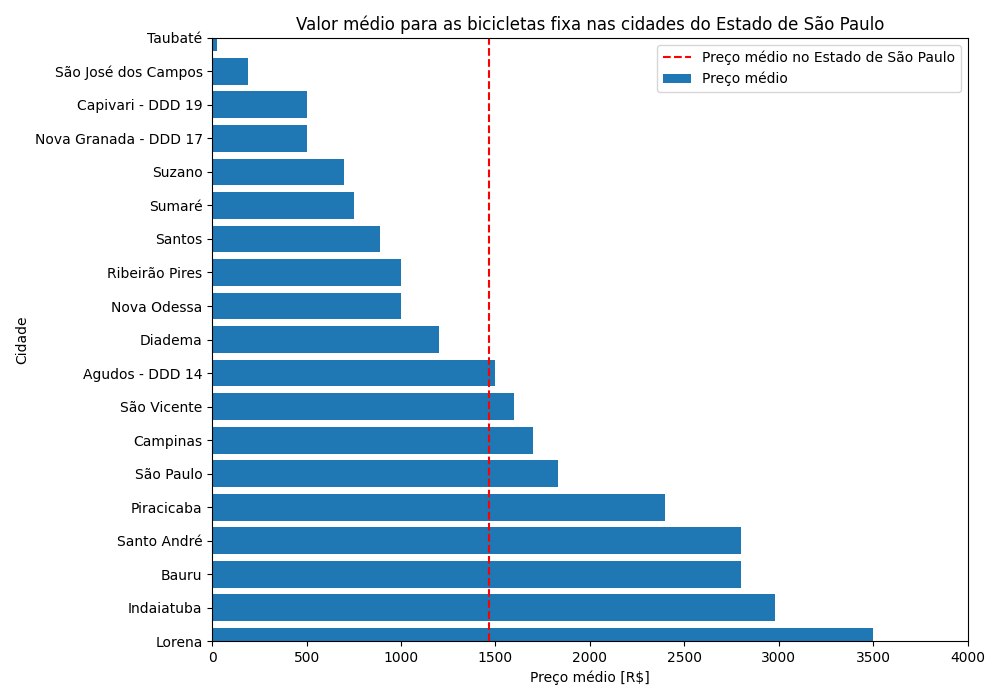 Valor médio para as bicicletas fixa nas cidades do Estado de São Paulo
Preço médio no Estado de São Paulo
Preço médio
Cidade
Taubaté
São José dos Campos
Capivari - DDD 19
Nova Granada - DDD 17
Suzano
Sumaré
Santos
Ribeirão Pires
Nova Odessa
Diadema
Agudos - DDD 14
São Vicente
Campinas
São Paulo
Piracicaba
Santo André
Bauru
Indaiatuba
Lorena
0 500 1000 1500 2000 2500 3000 3500 4000
Preço médio [R$]